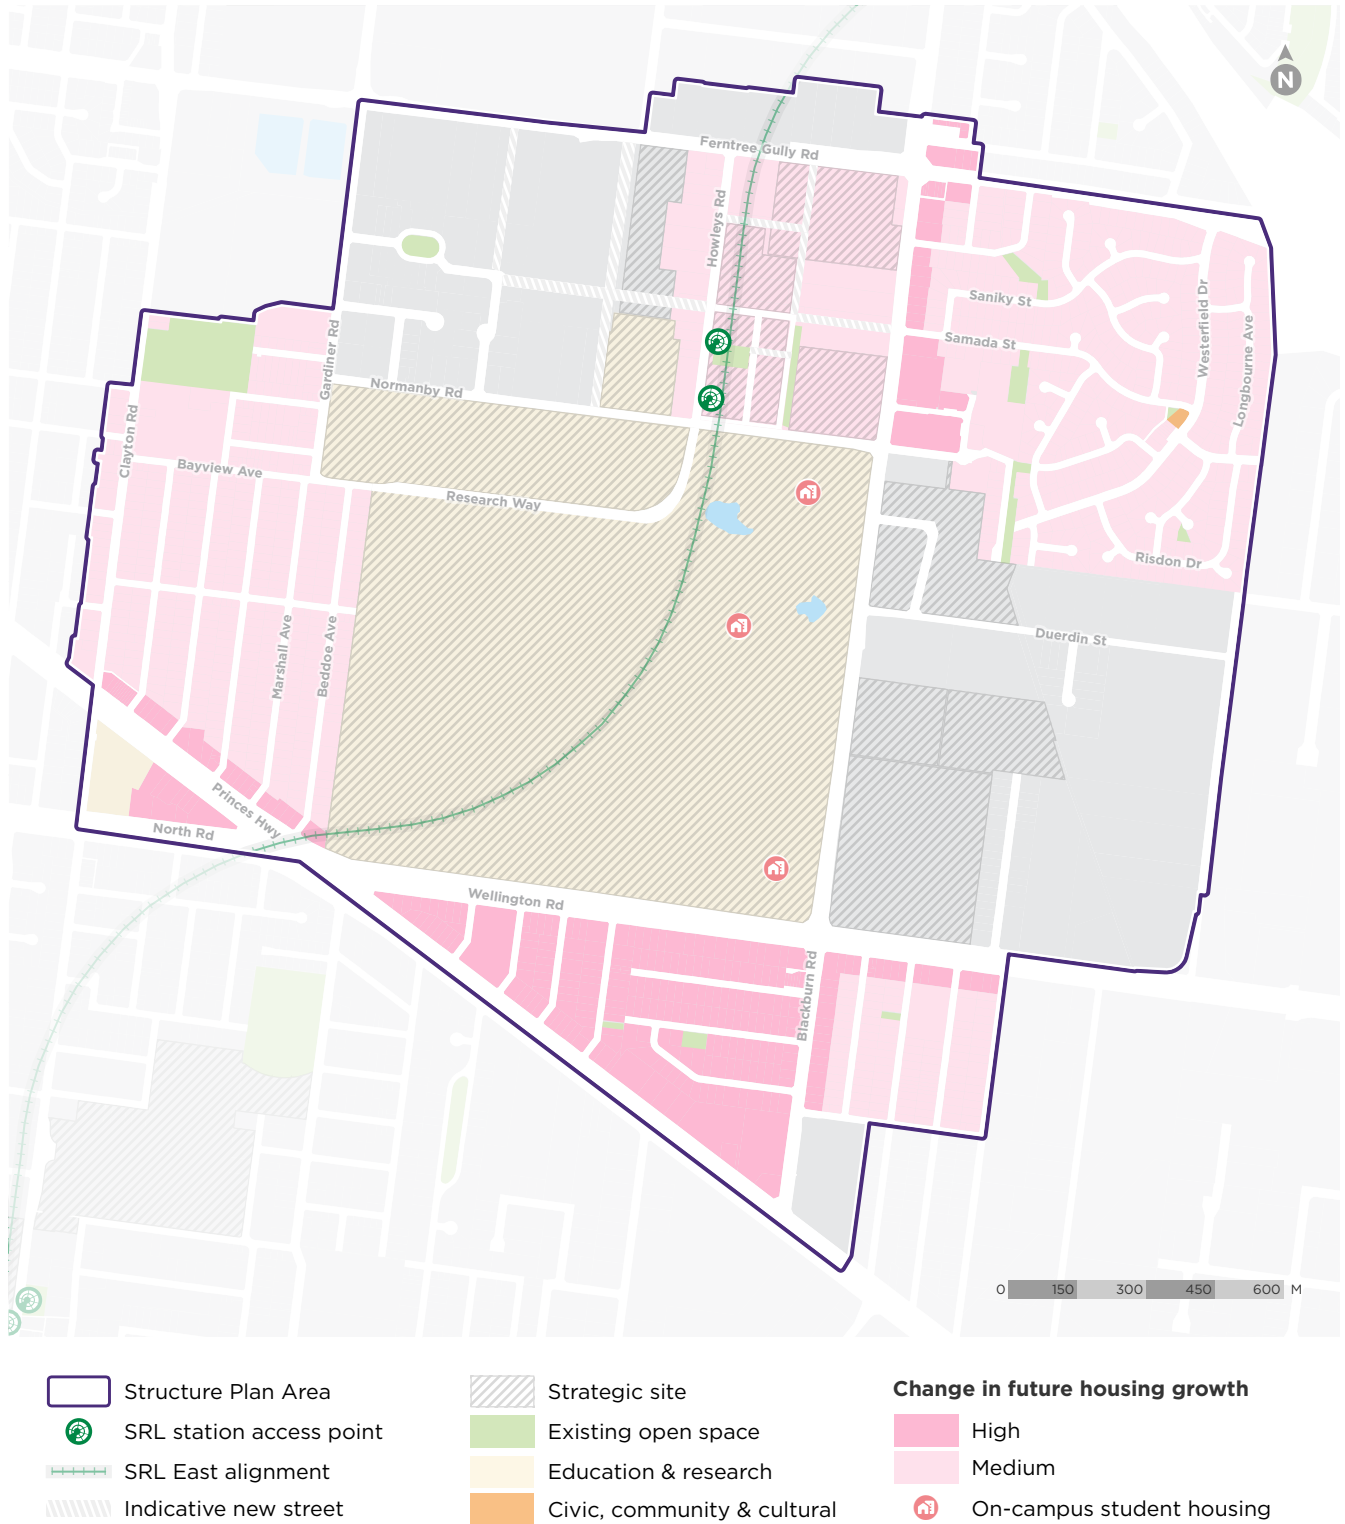 N
Ferntree Gully Rd
Howleys Rd
Saniky St
Westerfield Dr
Samada St
Longbourne Ave
Gardiner Rd
Normanby Rd
Clayton Rd
Bayview Ave
Research Way
Risdon Dr
Duerdin St
Marshall Ave
Beddoe Ave
Princes Hwy
North Rd
Wellington Rd
Blackburn Rd
0 150 300 450 600 M
Structure Plan Area
SRL station access point
SRL East alignment
Indicative new street
Strategic site
Existing open space
Education & research
Civic, community & cultural
Change in future housing growth
High
Medium
On-campus student housing